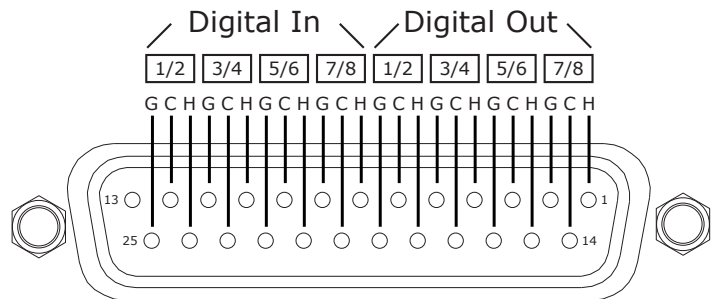 Digital In Digital Out
1/2 3/4 5/6 7/8 1/2 3/4 5/6 7/8
G C H G C H G C H G C H G C H G C H G C H G C H
13 1
25 14